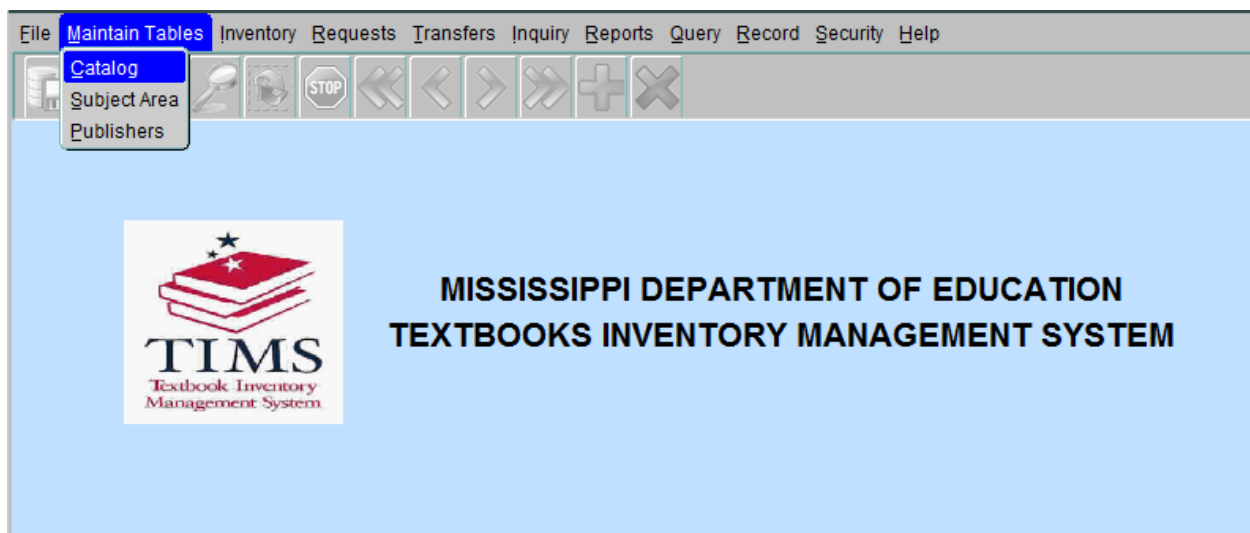 File Maintain Tables Inventory Requests Transfers Inquiry Reports Query Record Security Help
Catalog
Subject Area
Publishers
STOP
MISSISSIPPI DEPARTMENT OF EDUCATION
TEXTBOOKS INVENTORY MANAGEMENT SYSTEM
TIMS
Textbook Inventory
Management System